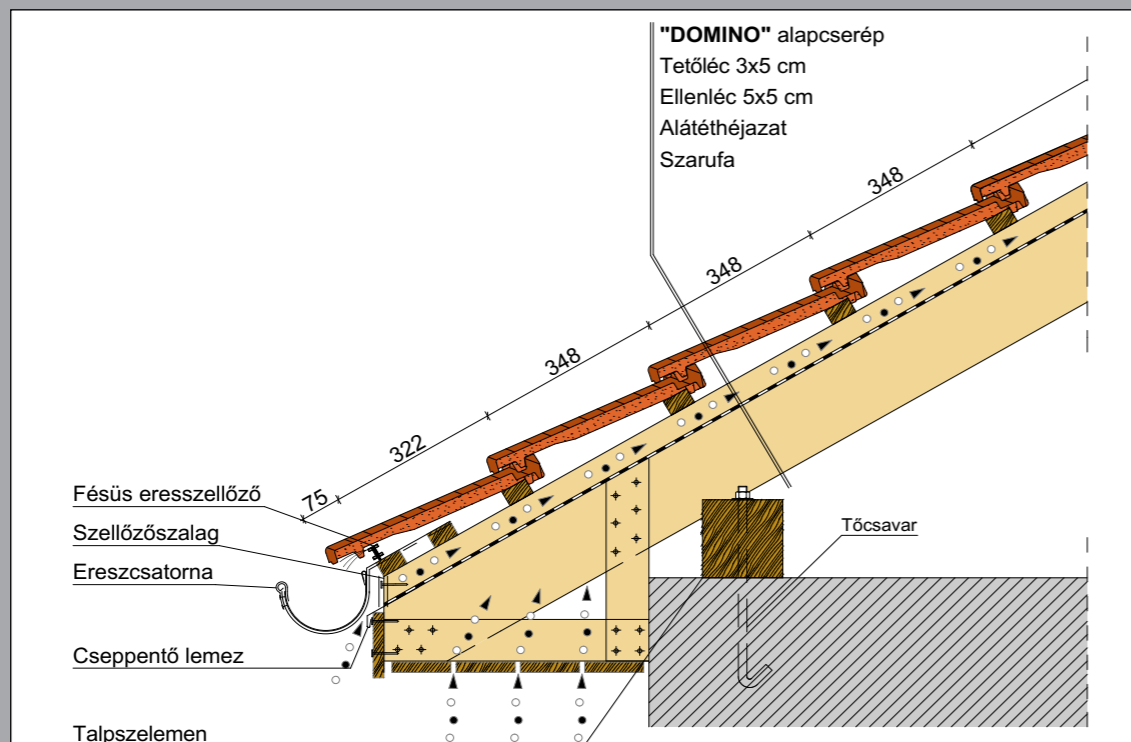 "DOMINO" alapcserép
Tetőléc 3x5 cm
Ellenléc 5x5 cm
Alátéthéjazat
Szarufa
348
348
348
322
75
Fésüs eresszellőző
Szellőzőszalag
Ereszcsatorna
Tőcsavar
Cseppentő lemez
Talpszelemen